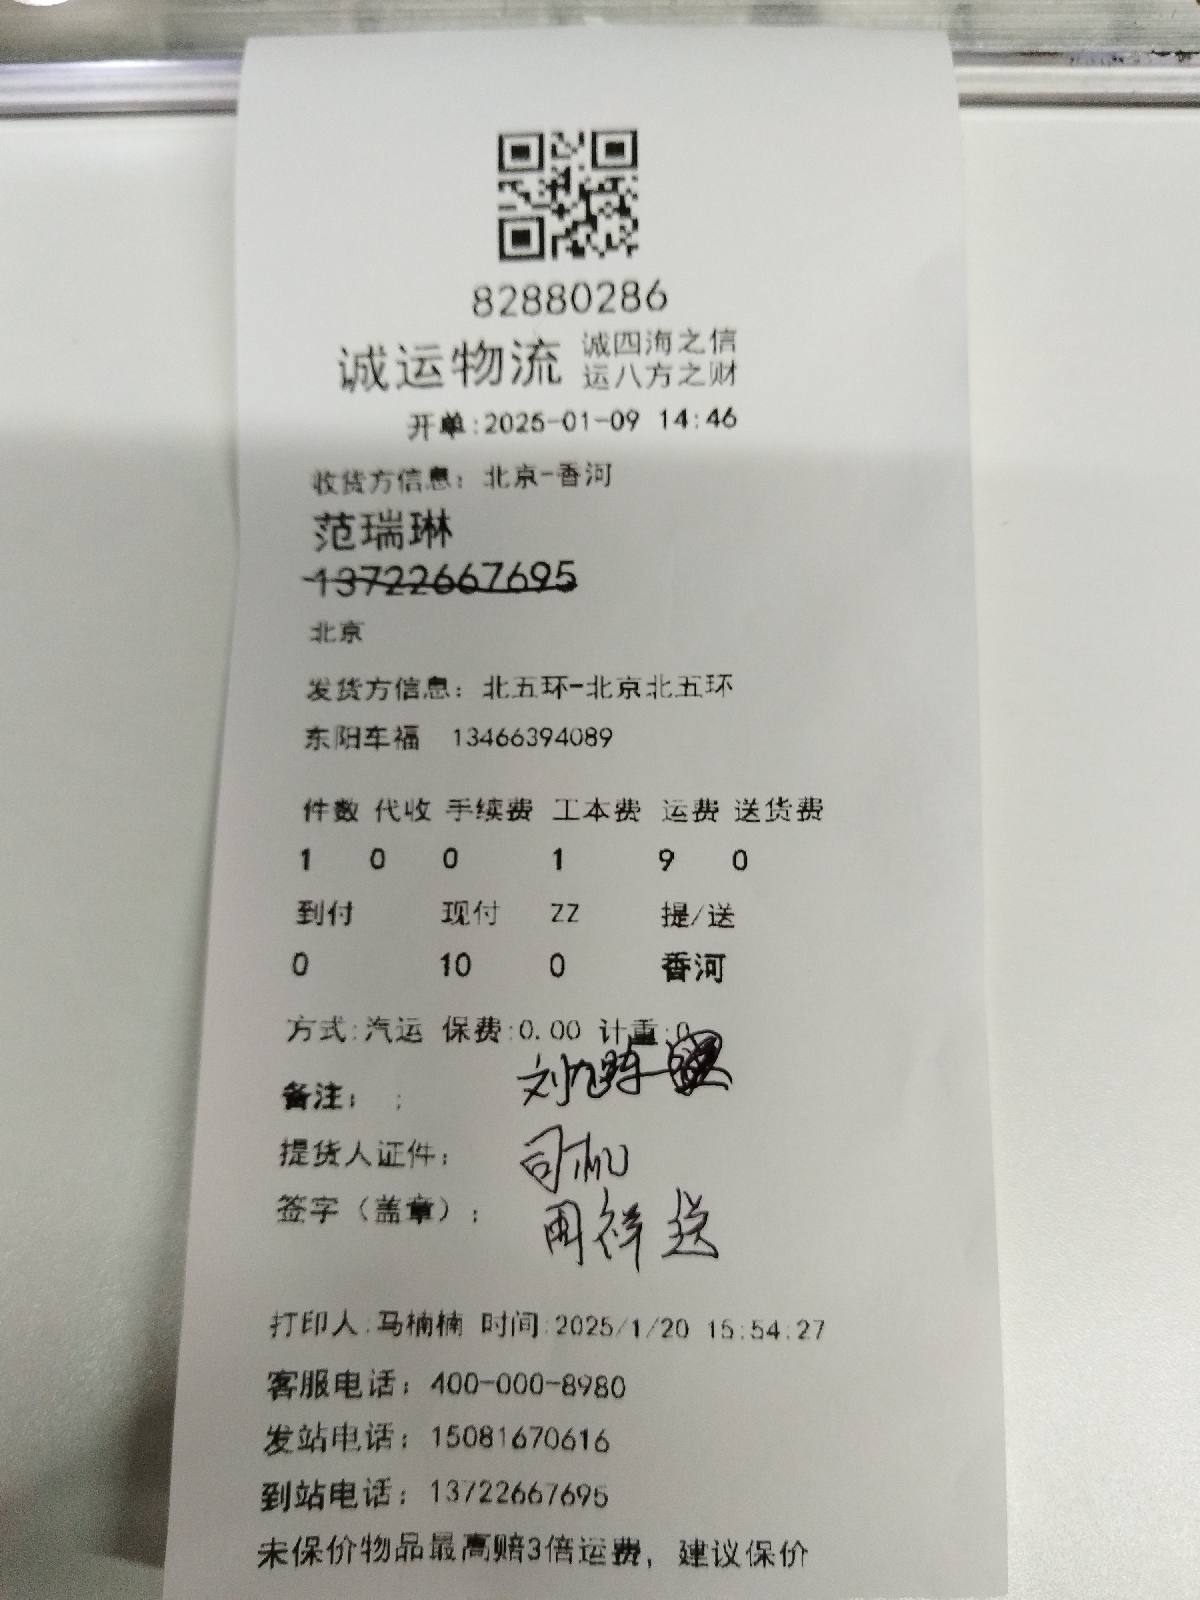 82880286
诚运物流 诚四海之信
运八方之财
开单:2025-01-09 14:46
收货方信息: 北京-香河
范瑞琳
13722667695
北京
发货方信息: 北五环-北京北五环
东阳车福 13466394089
件数 代收 手续费 工本费 运费 送货费
1 0 0 1 9 0
到付 现付 ZZ 提/送
0 10 0 香河
方式:汽运 保费:0.00 计重:0
备注: ;
提货人证件: 司机
签字（盖章）: 周祥送
打印人:马楠楠 时间:2025/1/20 15:54:27
客服电话: 400-000-8980
发站电话: 15081670616
到站电话: 13722667695
未保价物品最高赔3倍运费, 建议保价